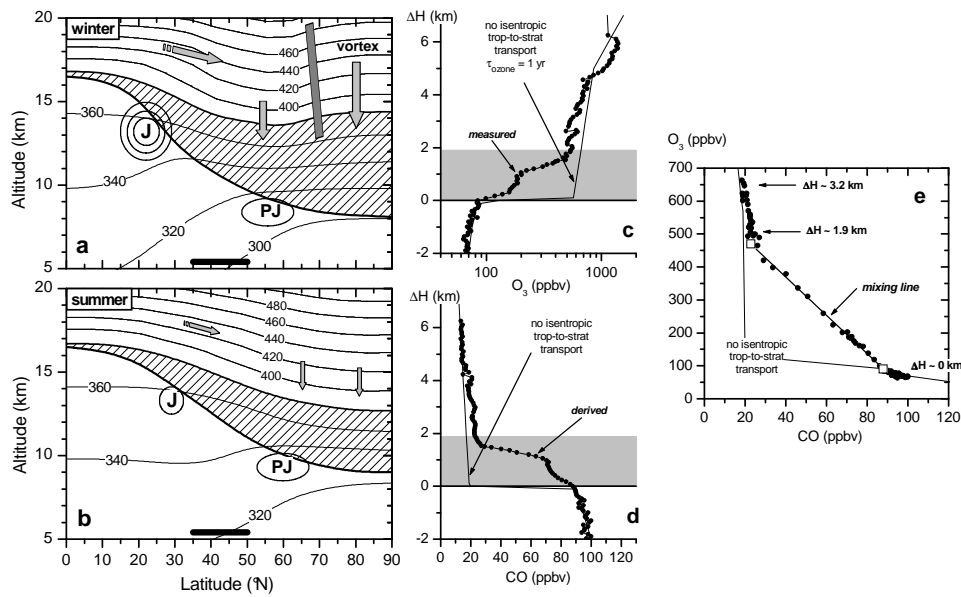 a
winter
20
15
10
5
Altitude (km)
460
440
420
400
360
340
320
300
vortex
J
PJ
b
summer
20
15
10
5
Altitude (km)
480
460
440
420
400
360
340
320
J
PJ
0 10 20 30 40 50 60 70 80 90
Latitude (°N)
ΔH (km)
6
4
2
0
-2
no isentropic
trop-to-strat
transport
τozone = 1 yr
measured
c
100 1000
O3 (ppbv)
ΔH (km)
6
4
2
0
-2
no isentropic
trop-to-strat
transport
derived
d
0 20 40 60 80 100 120
CO (ppbv)
O3 (ppbv)
700
600
500
400
300
200
100
0
e
ΔH ~ 3.2 km
ΔH ~ 1.9 km
mixing line
no isentropic
trop-to-strat
transport
ΔH ~ 0 km
0 20 40 60 80 100 120
CO (ppbv)